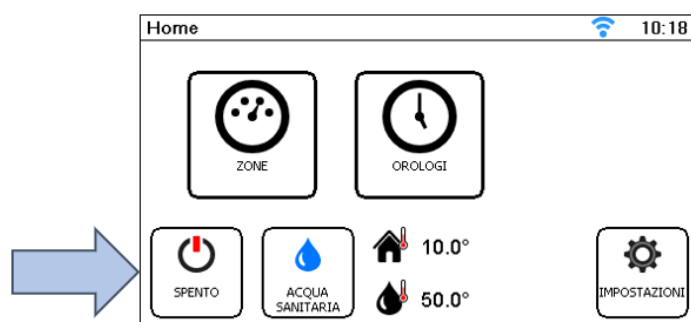 Home 10:18
ZONE OROLOGI
10.0°
SPENTO ACQUA SANITARIA IMPOSTAZIONI
50.0°